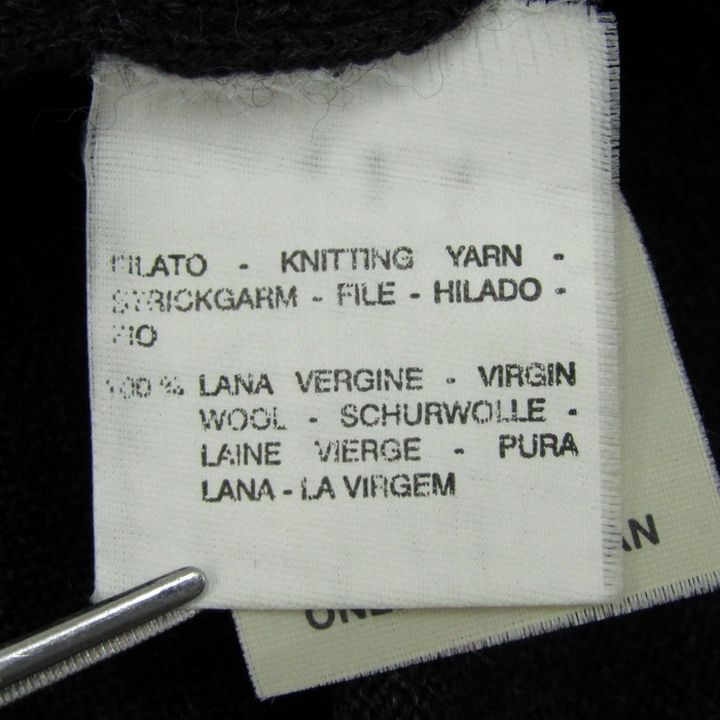 FILATO - KNITTING YARN -
STRICKGARM - FILE - HILADO -
FIO
100 % LANA VERGINE - VIRGIN
WOOL - SCHURWOLLE -
LAINE VIERGE - PURA
LANA - LA VIRGEM